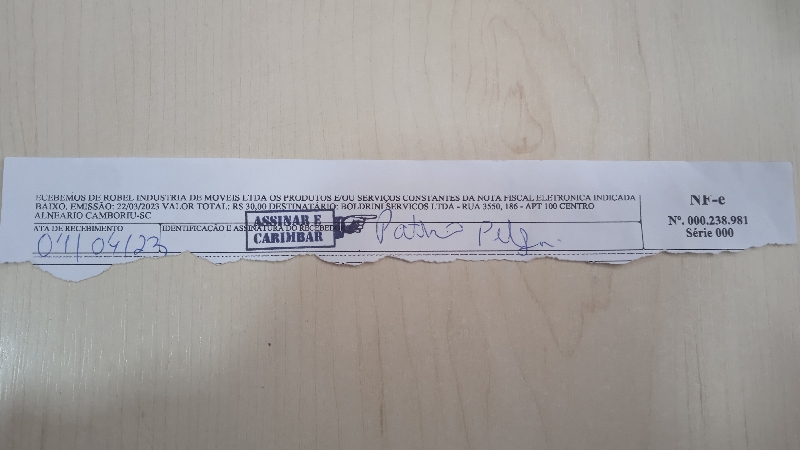 ECEBEMOS DE ROBEL INDUSTRIA DE MOVEIS LTDA OS PRODUTOS E/OU SERVIÇOS CONSTANTES DA NOTA FISCAL ELETRONICA INDICADA
BAIXO, EMISSÃO: 22/03/2023 VALOR TOTAL: R$ 30,00 DESTINATÁRIO: BOLDRINI SERVICOS LTDA - RUA 3550, 186 - APT 100 CENTRO
ALNEARIO CAMBORIU-SC
ATA DE RECEBIMENTO
04/04/23
IDENTIFICAÇÃO E ASSINATURA DO RECEBED
ASSINAR E
CARIMBAR
NF-e
Nº. 000.238.981
Série 000